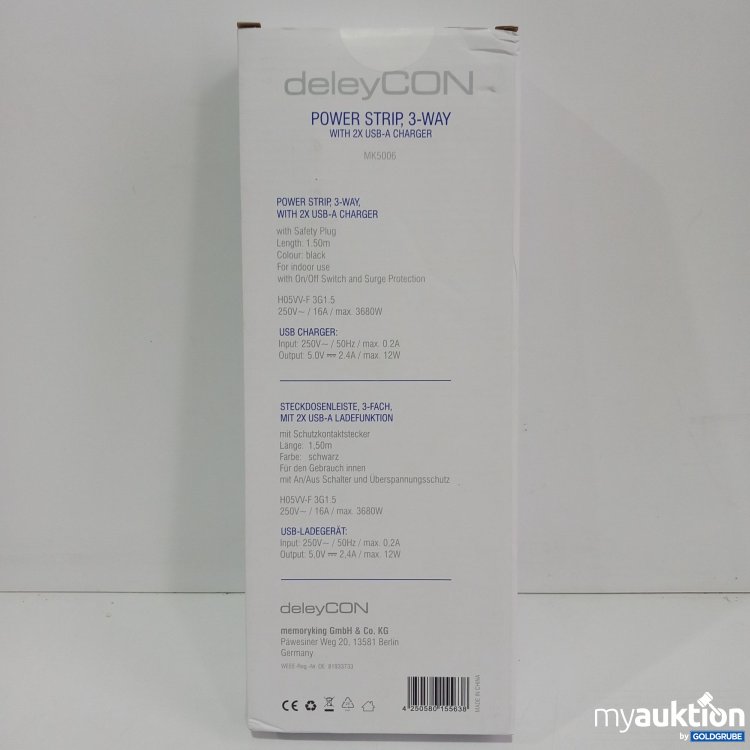 deleyCON
POWER STRIP, 3-WAY
WITH 2X USB-A CHARGER
MK5006
POWER STRIP, 3-WAY,
WITH 2X USB-A CHARGER
with Safety Plug
Length: 1.50m
Colour: black
For indoor use
with On/Off Switch and Surge Protection
H05VV-F 3G1.5
250V~ / 16A / max. 3680W
USB CHARGER:
Input: 250V~ / 50Hz / max. 0.2A
Output: 5.0V ⎓ 2.4A / max. 12W
STECKDOSENLEISTE, 3-FACH,
MIT 2X USB-A LADEFUNKTION
mit Schutzkontaktstecker
Länge: 1,50m
Farbe: schwarz
Für den Gebrauch innen
mit An/Aus Schalter und Überspannungsschutz
H05VV-F 3G1.5
250V~ / 16A / max. 3680W
USB-LADEGERÄT:
Input: 250V~ / 50Hz / max. 0,2A
Output: 5,0V ⎓ 2,4A / max. 12W
deleyCON
memoryking GmbH & Co. KG
Päwesiner Weg 20, 13581 Berlin
Germany
WEEE-Reg.-Nr. DE 81933733
CE
4 250580 155638
MADE IN CHINA
myauktion
by GOLDGRUBE